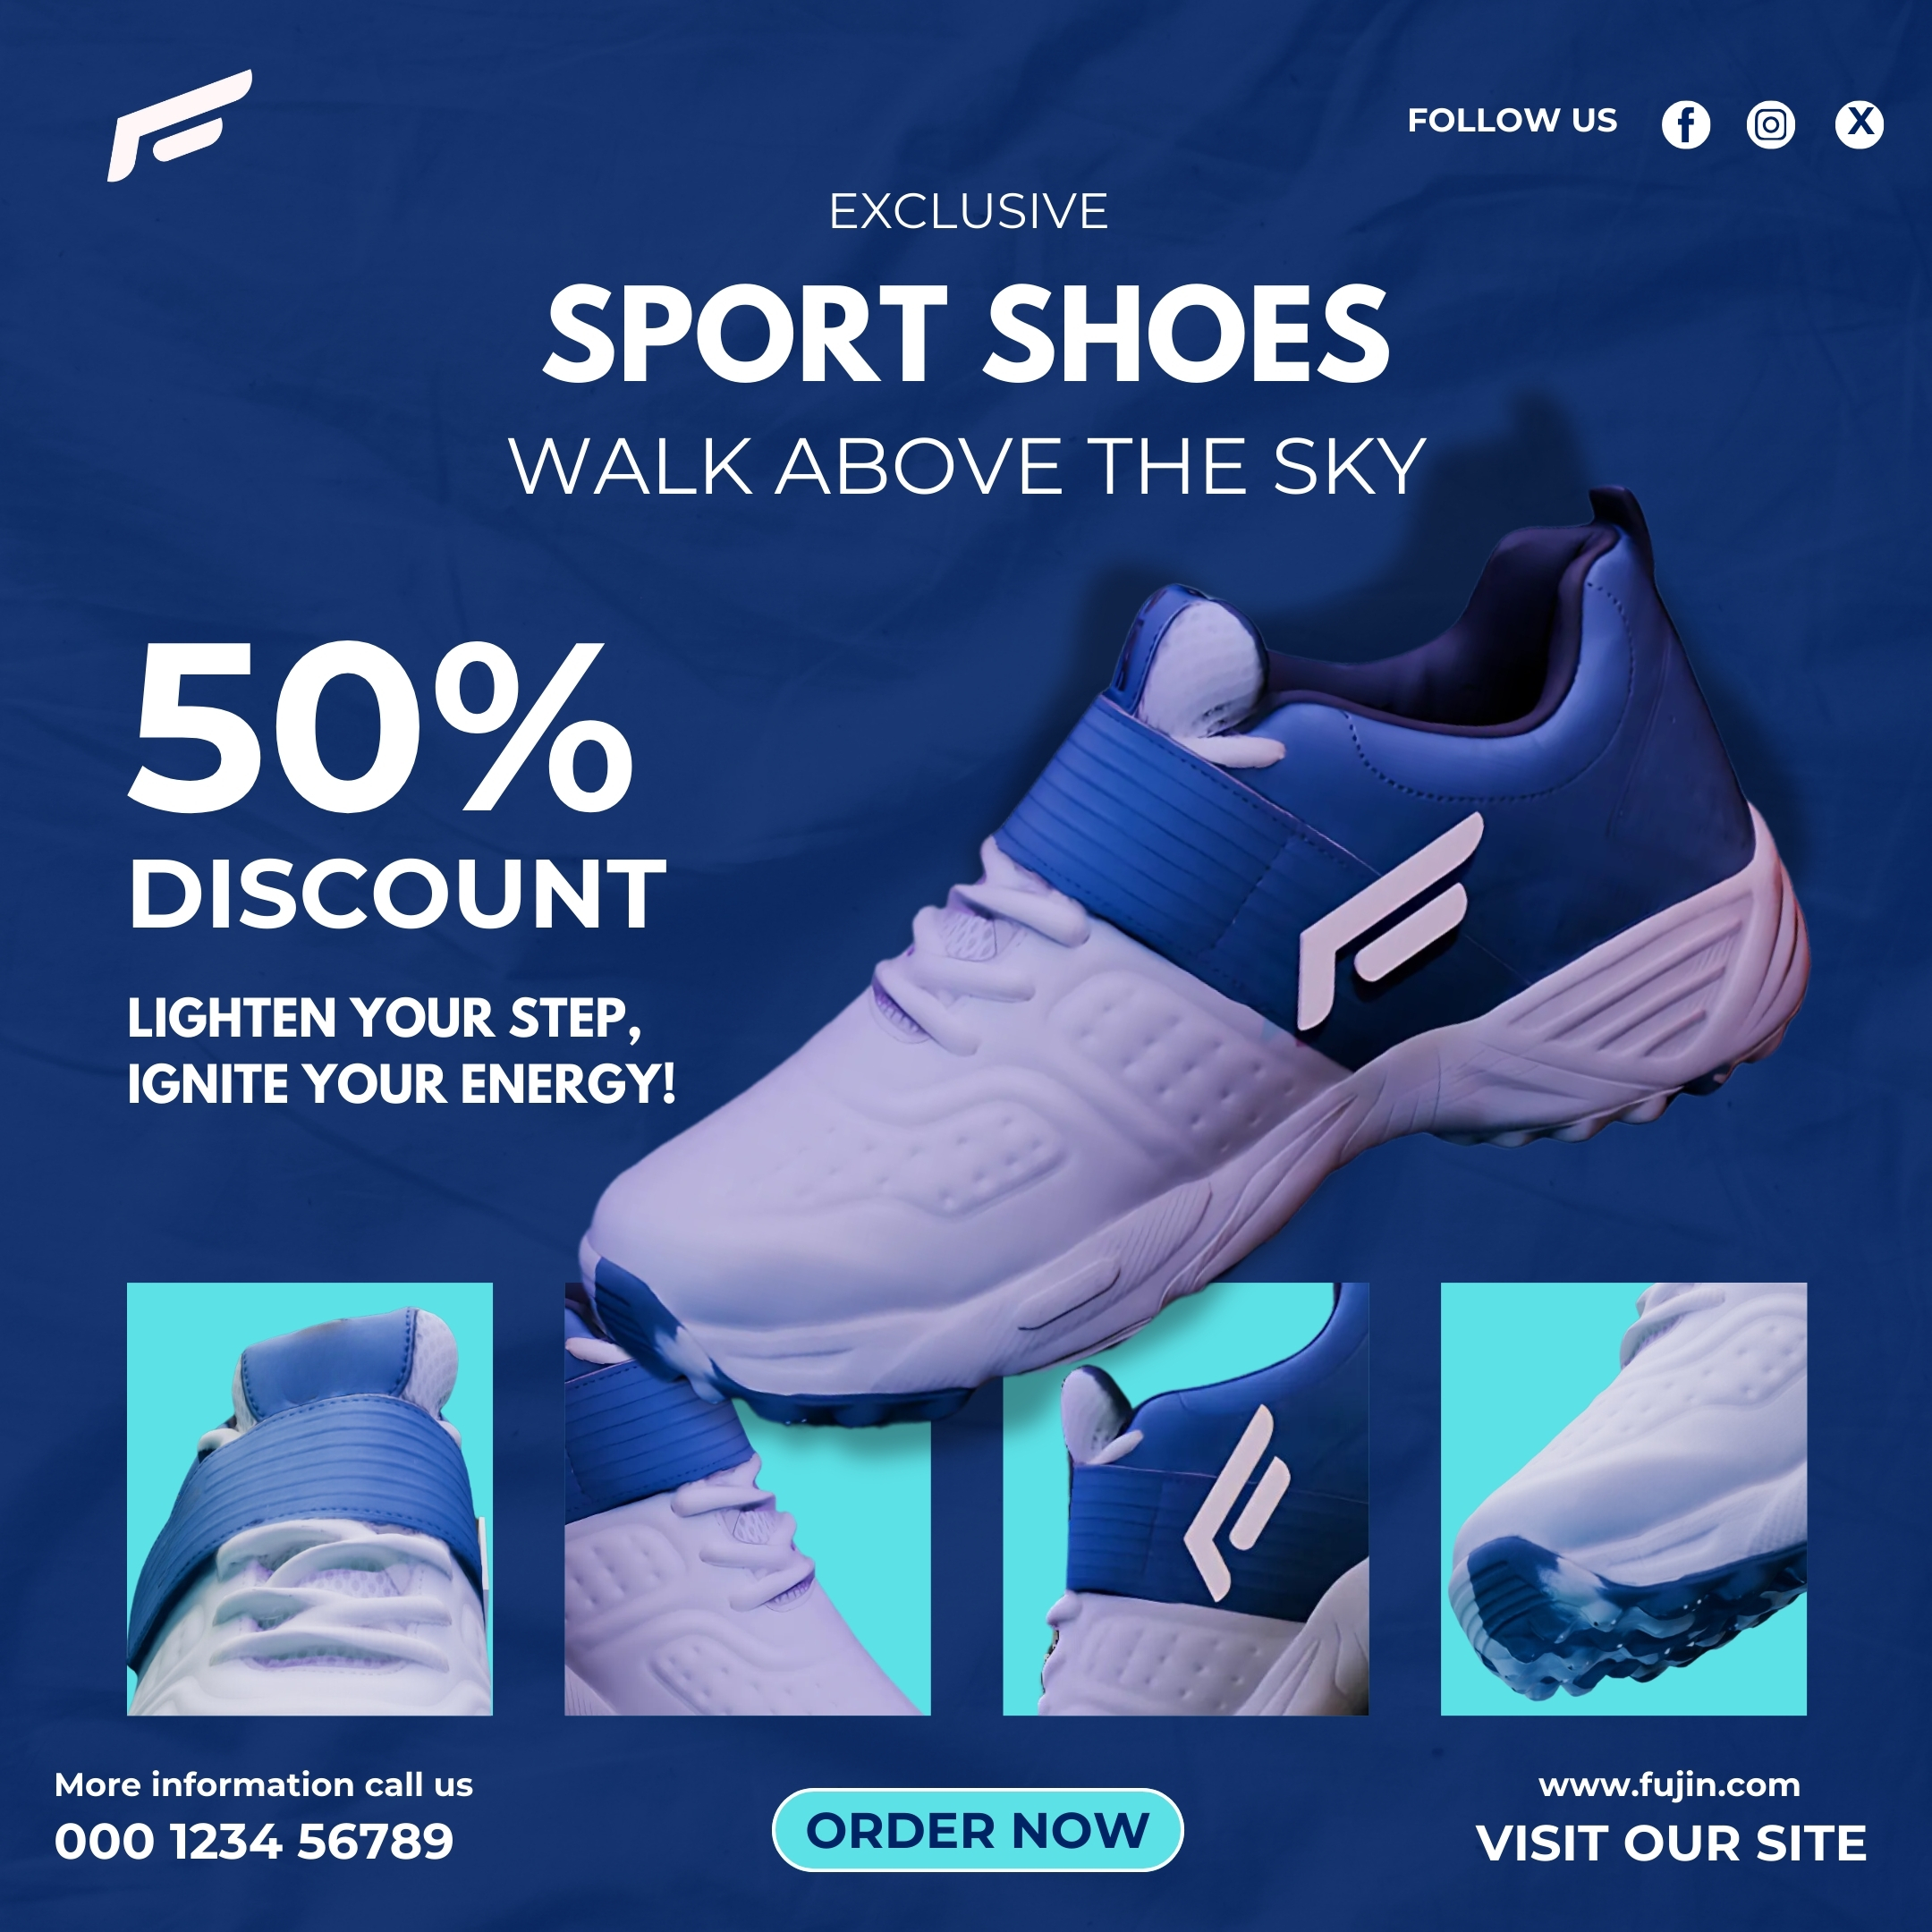 FOLLOW US
EXCLUSIVE
SPORT SHOES
WALK ABOVE THE SKY
50%
DISCOUNT
LIGHTEN YOUR STEP,
IGNITE YOUR ENERGY!
More information call us
000 1234 56789
ORDER NOW
www.fujin.com
VISIT OUR SITE